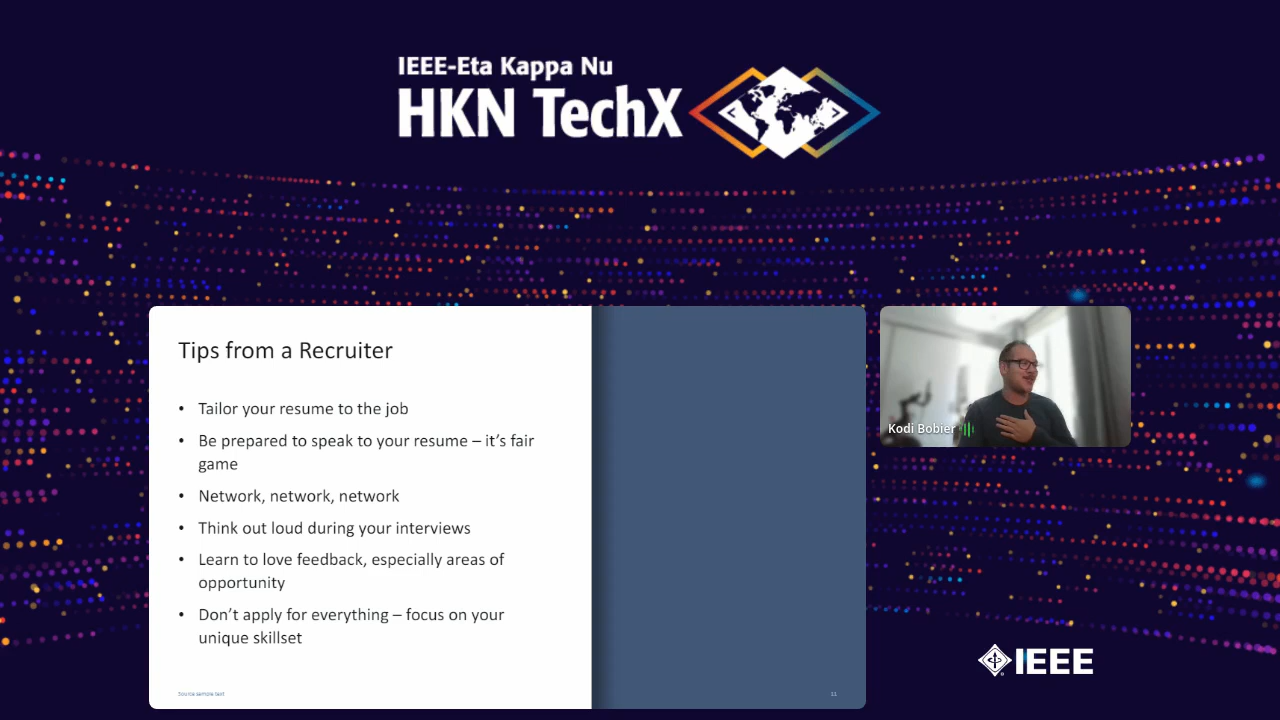 IEEE-Eta Kappa Nu
HKN TechX
Tips from a Recruiter
• Tailor your resume to the job
• Be prepared to speak to your resume – it’s fair
game
• Network, network, network
• Think out loud during your interviews
• Learn to love feedback, especially areas of
opportunity
• Don’t apply for everything – focus on your
unique skillset
Source sample text
11
Kodi Bobier
IEEE